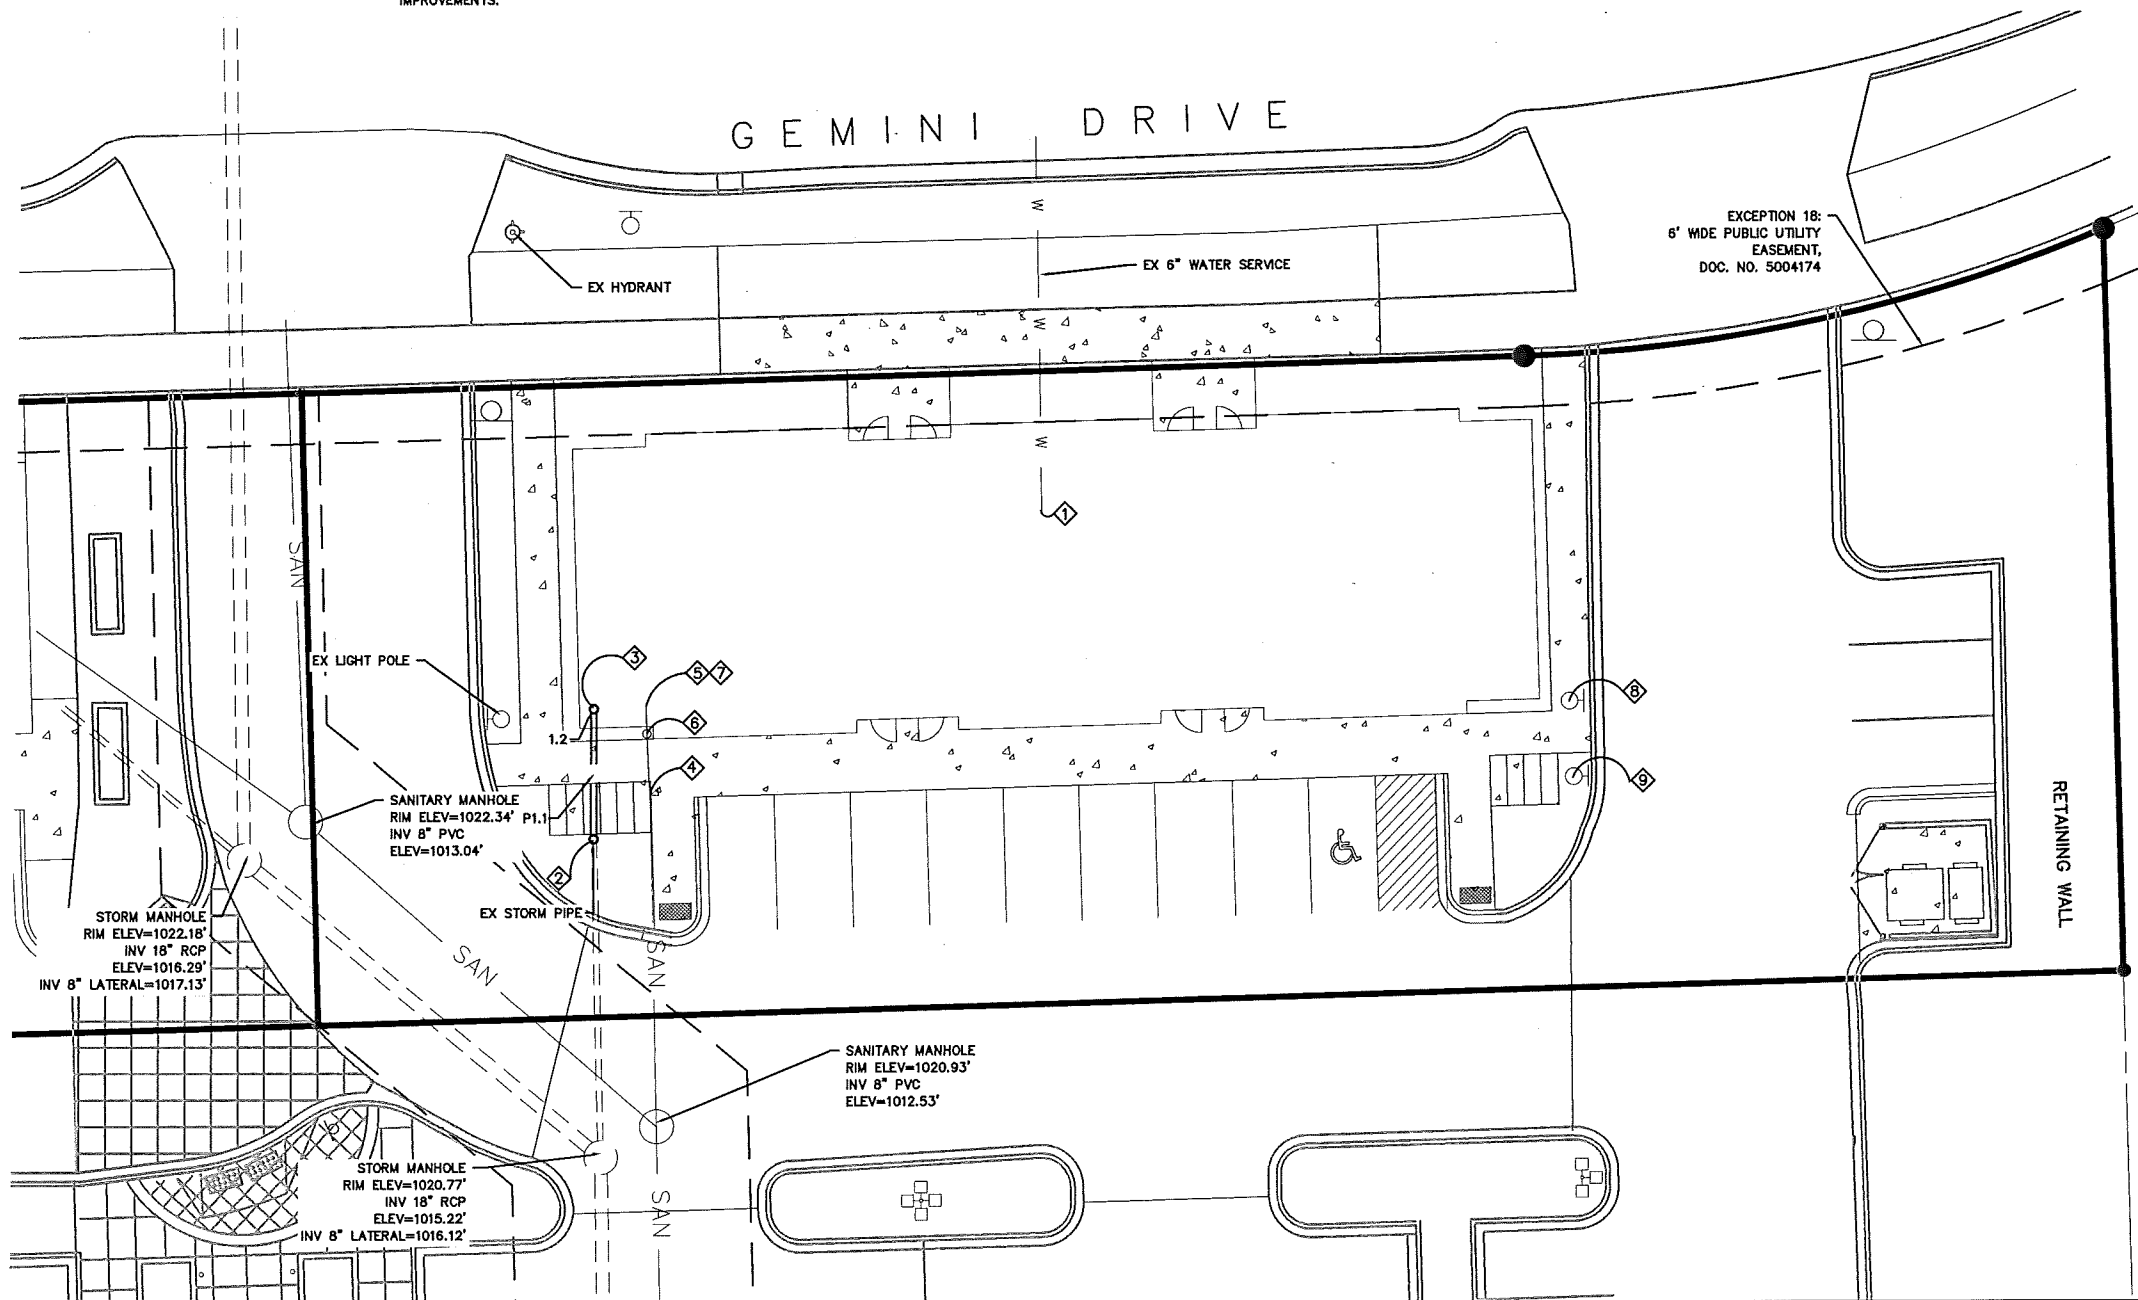 IMPROVEMENTS.
GEMINI DRIVE
W
EXCEPTION 18:
6' WIDE PUBLIC UTILITY
EASEMENT,
DOC. NO. 5004174
EX 6" WATER SERVICE
EX HYDRANT
W
W
1
SAN
EX LIGHT POLE
3
5
7
6
8
1.2
4
9
SANITARY MANHOLE
RIM ELEV=1022.34'
INV 8" PVC
ELEV=1013.04'
P1.1
RETAINING WALL
2
EX STORM PIPE
STORM MANHOLE
RIM ELEV=1022.18'
INV 18" RCP
ELEV=1016.29'
INV 8" LATERAL=1017.13'
SAN
SAN
SANITARY MANHOLE
RIM ELEV=1020.93'
INV 8" PVC
ELEV=1012.53'
STORM MANHOLE
RIM ELEV=1020.77'
INV 18" RCP
ELEV=1015.22'
INV 8" LATERAL=1016.12'
SAN